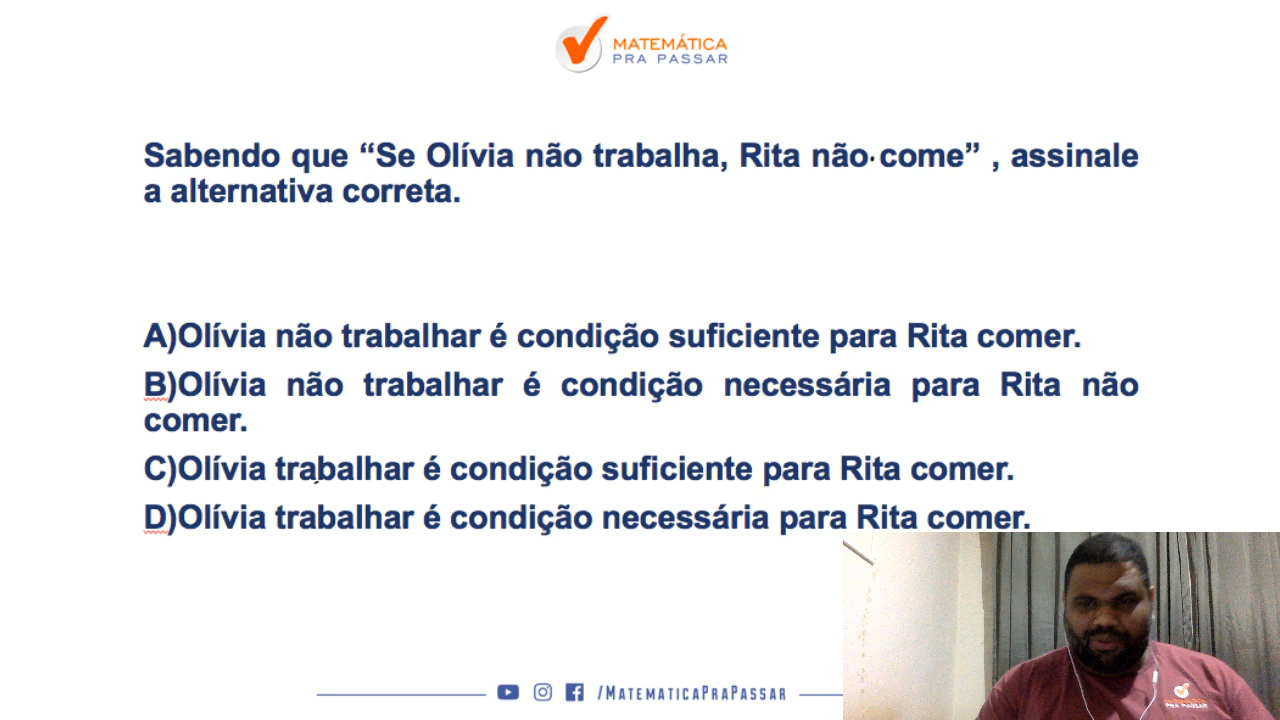 MATEMÁTICA
PRA PASSAR
Sabendo que “Se Olívia não trabalha, Rita não come” , assinale
a alternativa correta.
A)Olívia não trabalhar é condição suficiente para Rita comer.
B)Olívia não trabalhar é condição necessária para Rita não
comer.
C)Olívia trabalhar é condição suficiente para Rita comer.
D)Olívia trabalhar é condição necessária para Rita comer.
/MATEMATICAPRAPASSAR
PRA PASSAR